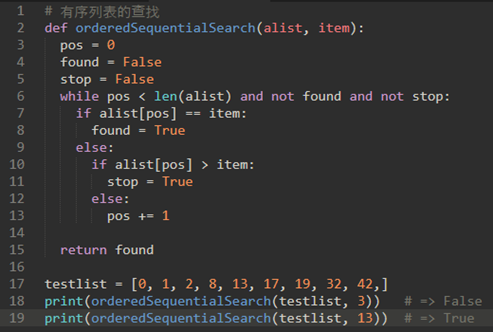 1 # 有序列表的查找
2 def orderedSequentialSearch(alist, item):
3   pos = 0
4   found = False
5   stop = False
6   while pos < len(alist) and not found and not stop:
7     if alist[pos] == item:
8       found = True
9     else:
10       if alist[pos] > item:
11         stop = True
12       else:
13         pos += 1
14
15   return found
16
17 testlist = [0, 1, 2, 8, 13, 17, 19, 32, 42,]
18 print(orderedSequentialSearch(testlist, 3))   # => False
19 print(orderedSequentialSearch(testlist, 13))  # => True